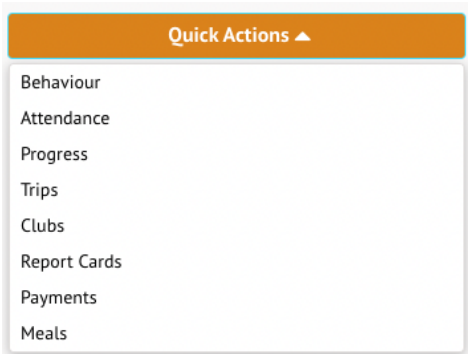 Quick Actions
Behaviour
Attendance
Progress
Trips
Clubs
Report Cards
Payments
Meals